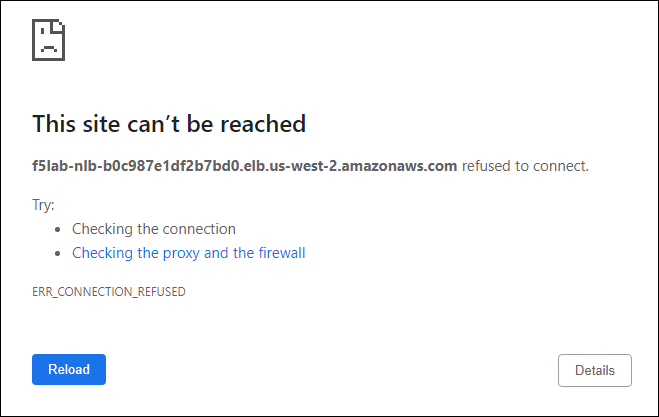 This site can’t be reached
f5lab-nlb-b0c987e1df2b7bd0.elb.us-west-2.amazonaws.com refused to connect.
Try:
• Checking the connection
• Checking the proxy and the firewall
ERR_CONNECTION_REFUSED
Reload
Details